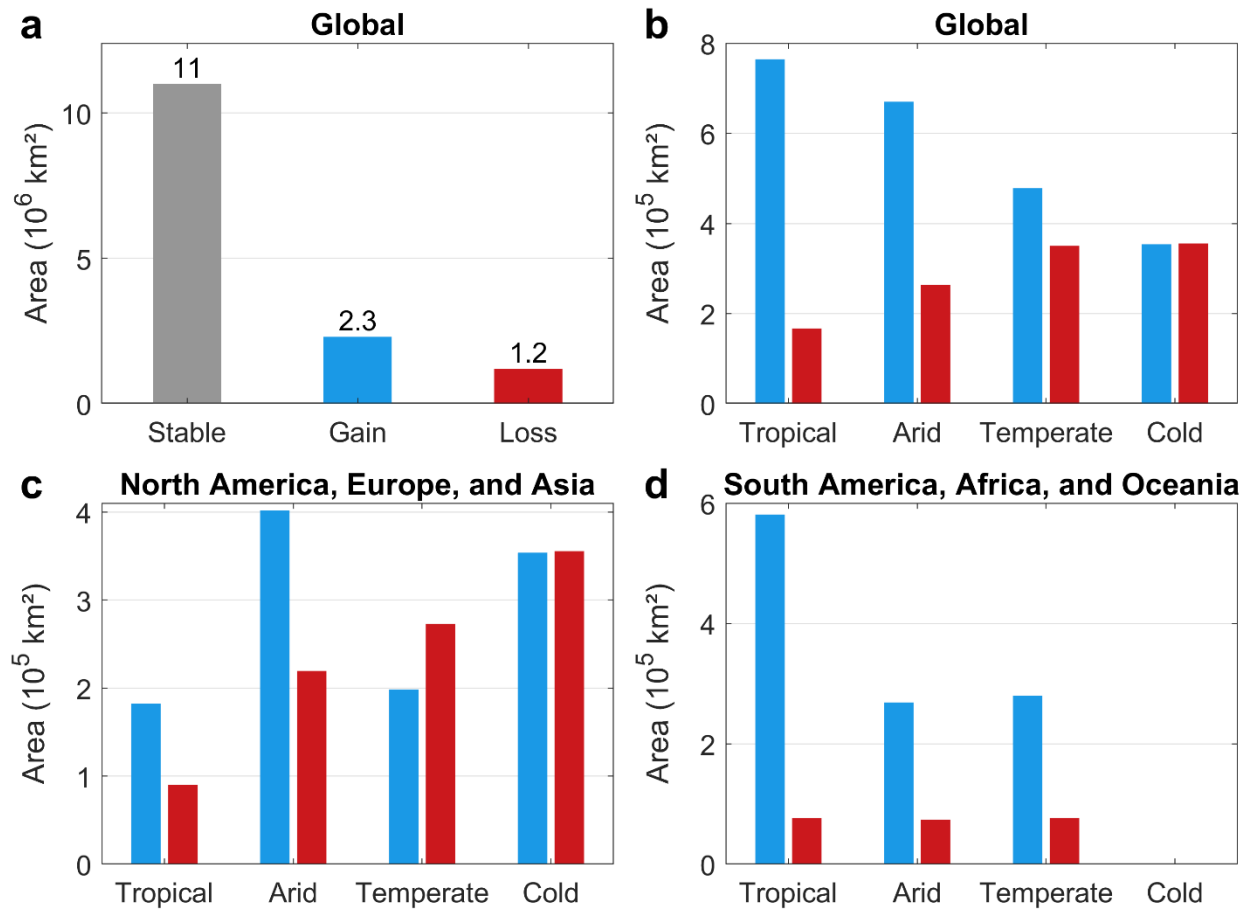 a
Global
Area (10⁶ km²)
10
5
0
11
2.3
1.2
Stable
Gain
Loss
b
Global
Area (10⁵ km²)
8
6
4
2
0
Tropical
Arid
Temperate
Cold
c
North America, Europe, and Asia
Area (10⁵ km²)
4
3
2
1
0
Tropical
Arid
Temperate
Cold
d
South America, Africa, and Oceania
Area (10⁵ km²)
6
4
2
0
Tropical
Arid
Temperate
Cold